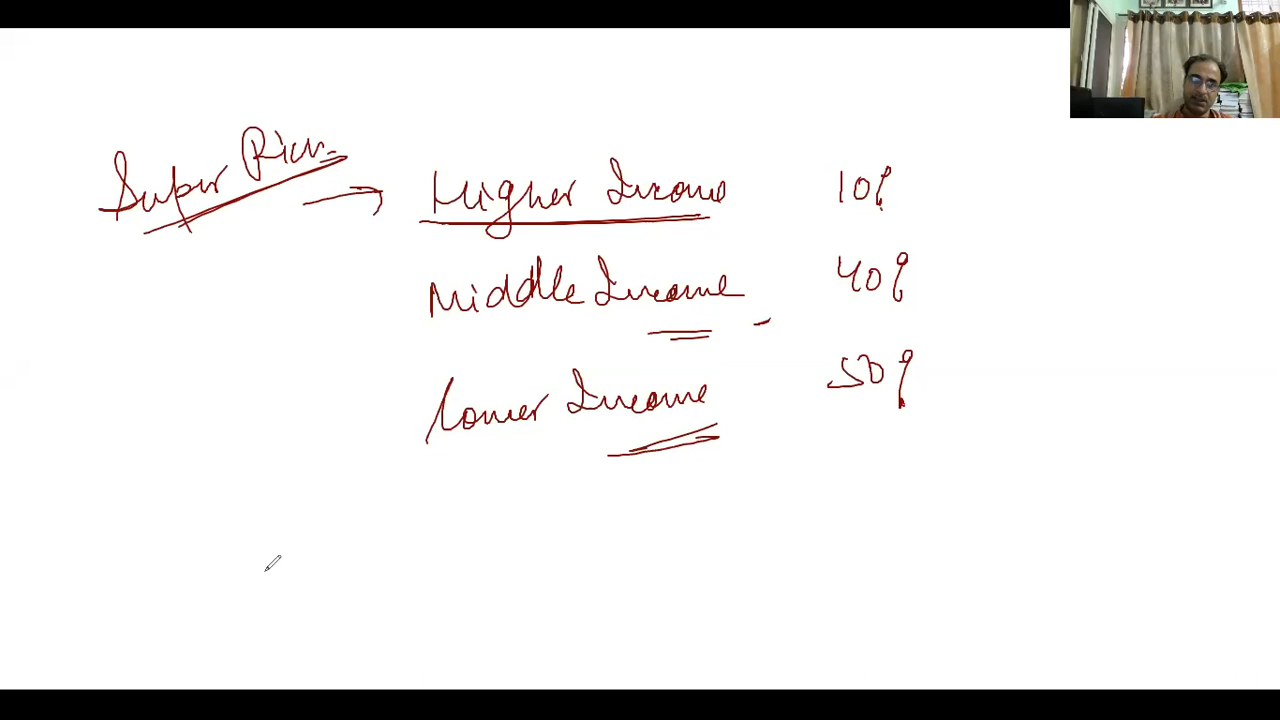 Super Rich → Higher Income 10%
Middle Income - 40%
Lower Income 50%